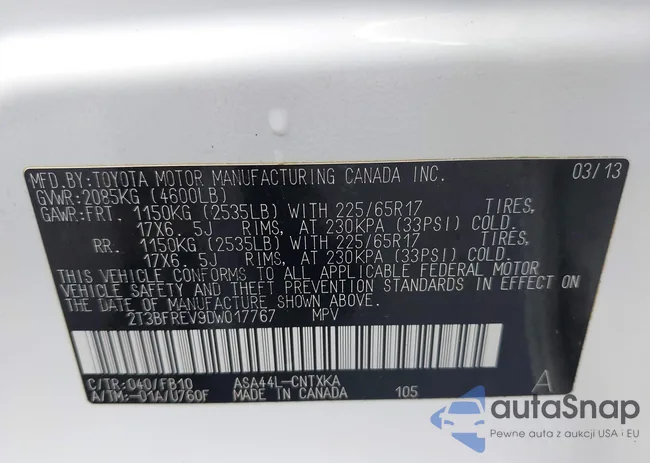 MFD.BY:TOYOTA MOTOR MANUFACTURING CANADA INC. 03/13
GVWR:2085KG (4600LB)
GAWR:FRT. 1150KG (2535LB) WITH 225/65R17 TIRES,
17X6. 5J RIMS, AT 230KPA (33PSI) COLD.
RR. 1150KG (2535LB) WITH 225/65R17 TIRES,
17X6. 5J RIMS, AT 230KPA (33PSI) COLD.
THIS VEHICLE CONFORMS TO ALL APPLICABLE FEDERAL MOTOR
VEHICLE SAFETY AND THEFT PREVENTION STANDARDS IN EFFECT
ON THE DATE OF MANUFACTURE SHOWN ABOVE.
2T3BFREV9DW017767 MPV
C/TR:040/FB10 ASA44L-CNTXKA A
A/TM:-01A/U760F MADE IN CANADA 105
autaSnap
Pewne auta z aukcji USA i EU